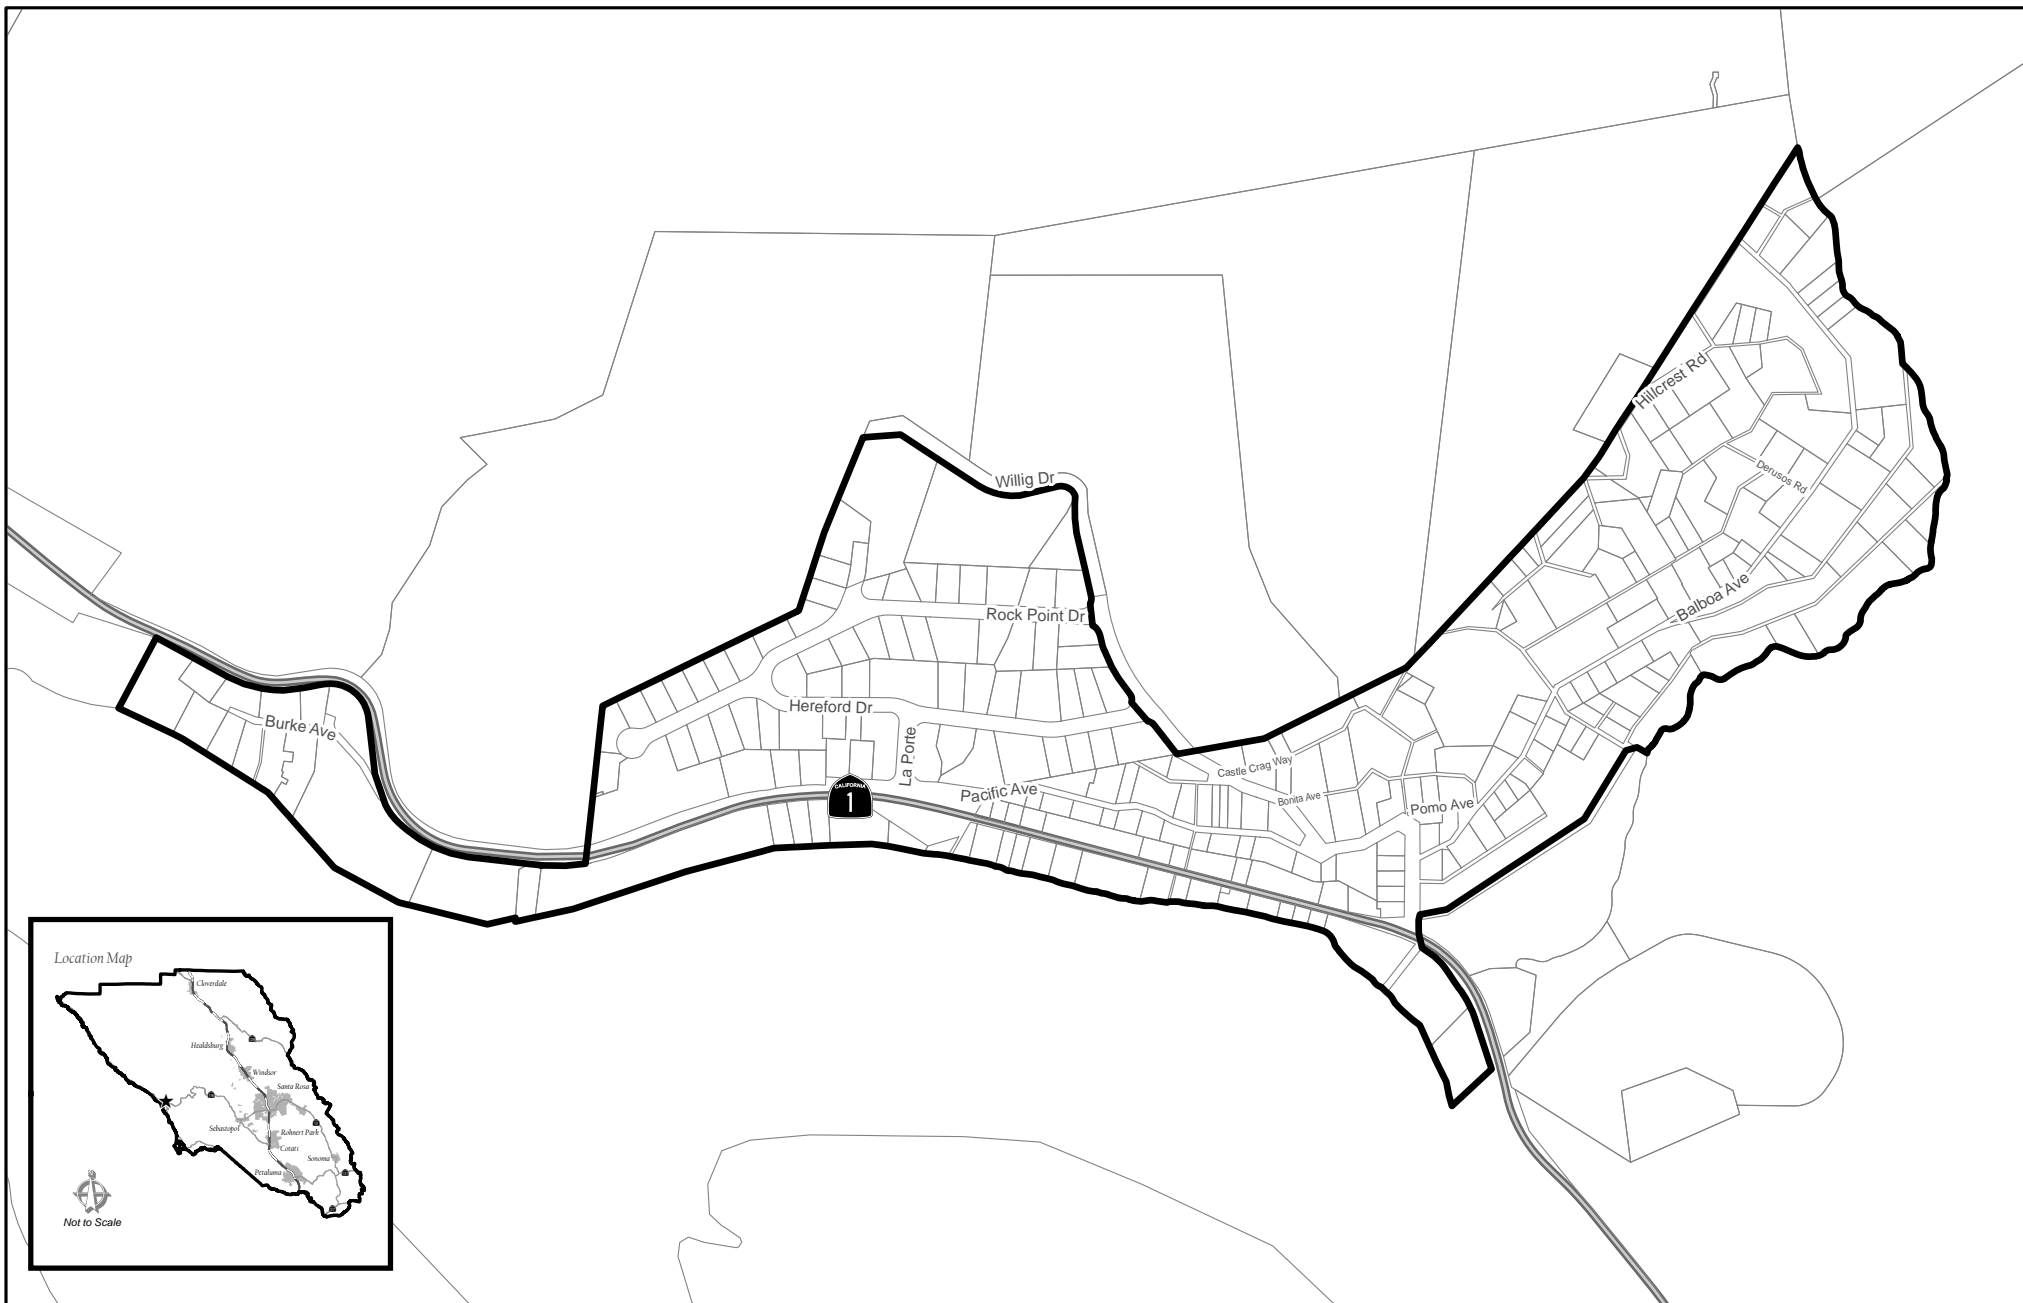 Willig Dr
Hillcrest Rd
Derusos Rd
Rock Point Dr
Balboa Ave
Burke Ave
Hereford Dr
La Porte
Castle Crag Way
Pacific Ave
Bonita Ave
Pomo Ave
CALIFORNIA
1
Location Map
Cloverdale
Healdsburg
Windsor
Santa Rosa
Sebastopol
Rohnert Park
Cotati
Sonoma
Petaluma
Not to Scale